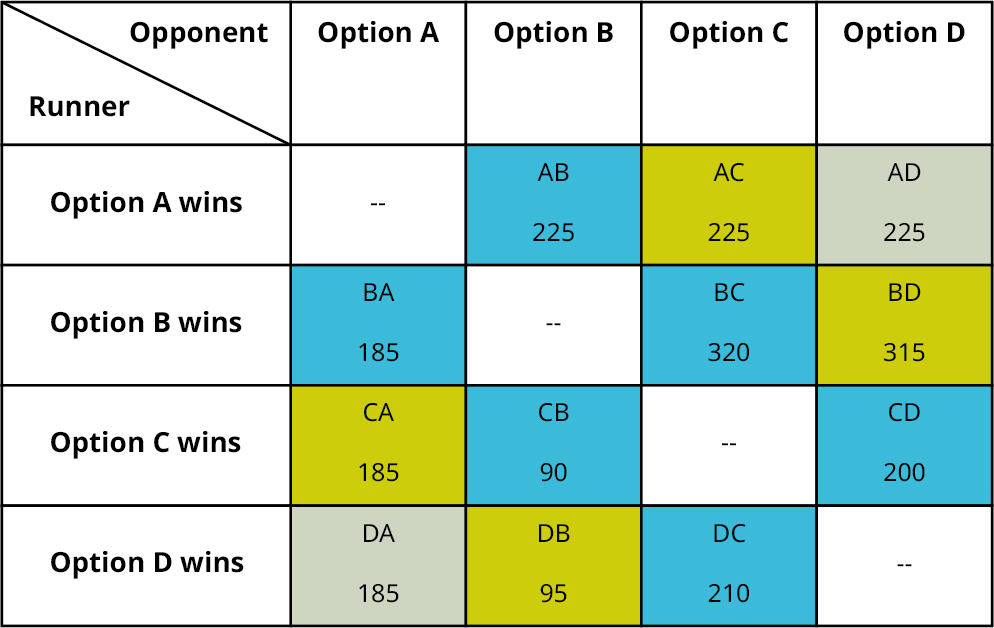 Opponent Option A Option B Option C Option D
Runner
Option A wins -- AB 225 AC 225 AD 225
Option B wins BA 185 -- BC 320 BD 315
Option C wins CA 185 CB 90 -- CD 200
Option D wins DA 185 DB 95 DC 210 --